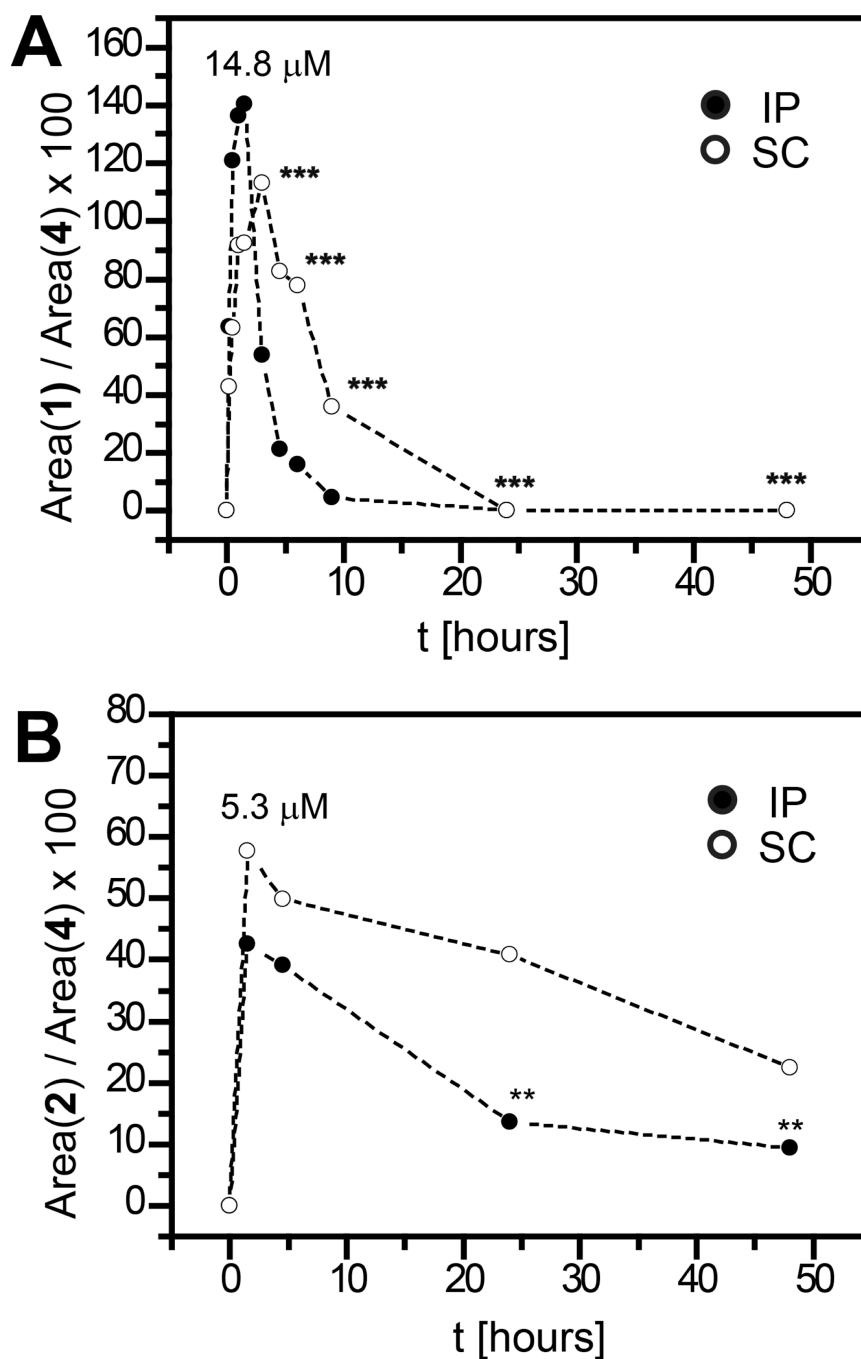 A
14.8 μM
IP
SC
160
140
120
100
80
60
40
20
0
***
***
***
***
***
Area(1) / Area(4) x 100
0 10 20 30 40 50
t [hours]
B
5.3 μM
IP
SC
80
70
60
50
40
30
20
10
0
**
**
Area(2) / Area(4) x 100
0 10 20 30 40 50
t [hours]